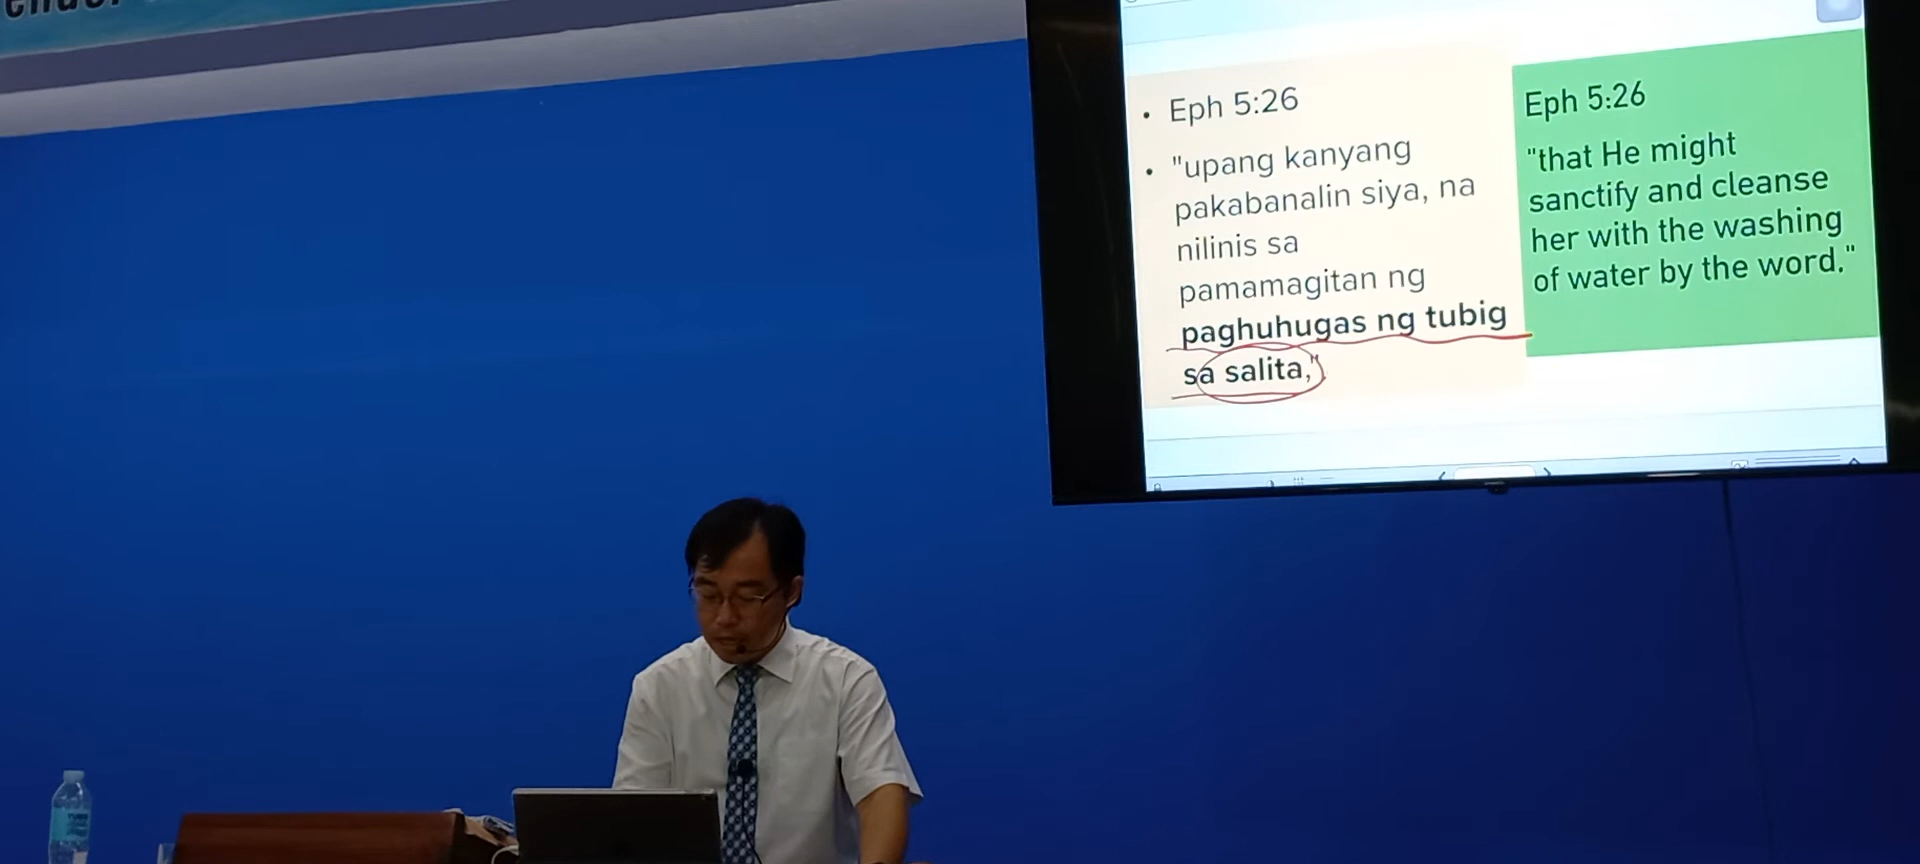 Eph 5:26
"upang kanyang
pakabanalin siya, na
nilinis sa
pamamagitan ng
paghuhugas ng tubig
sa salita,"
Eph 5:26
"that He might
sanctify and cleanse
her with the washing
of water by the word."